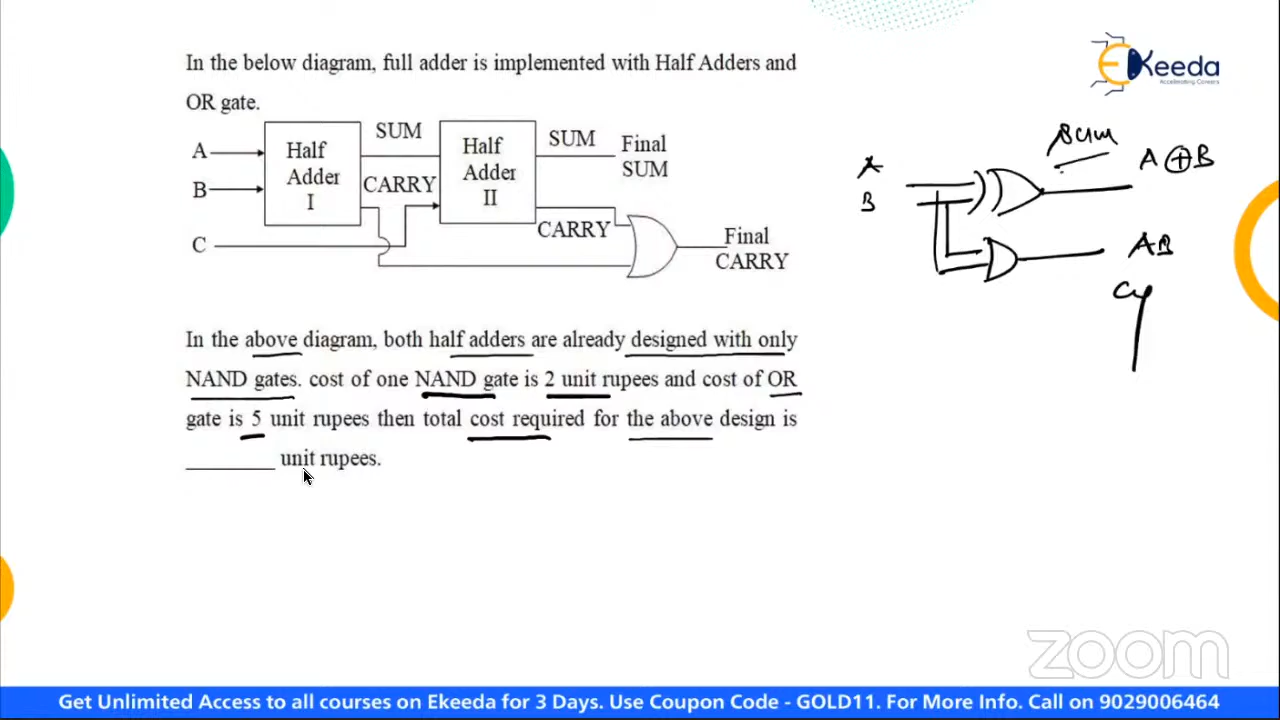 In the below diagram, full adder is implemented with Half Adders and
OR gate.
EKeeda
Accelerating Careers
A
B
C
Half
Adder
I
SUM
CARRY
Half
Adder
II
SUM
CARRY
Final
SUM
Final
CARRY
A
B
SUM
A ⊕ B
AB
Cy
In the above diagram, both half adders are already designed with only
NAND gates. cost of one NAND gate is 2 unit rupees and cost of OR
gate is 5 unit rupees then total cost required for the above design is
________ unit rupees.
zoom
Get Unlimited Access to all courses on Ekeeda for 3 Days. Use Coupon Code - GOLD11. For More Info. Call on 9029006464